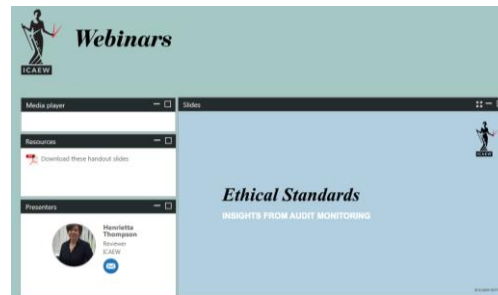 Webinars
ICAEW
Media player
Slides
Resources
Download these handout slides
Presenters
Henrietta
Thompson
Reviewer
ICAEW
ICAEW
Ethical Standards
INSIGHTS FROM AUDIT MONITORING